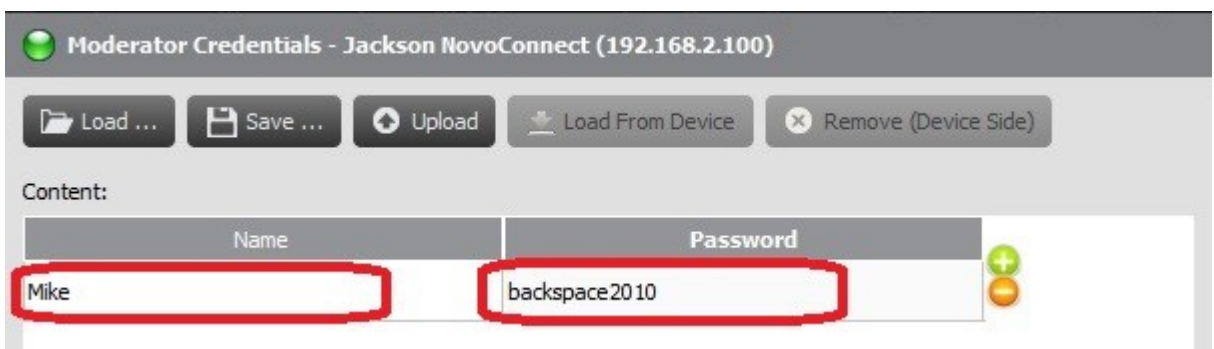 Moderator Credentials - Jackson NovoConnect (192.168.2.100)
Load ... Save ... Upload Load From Device Remove (Device Side)
Content:
Name Password
Mike backspace2010